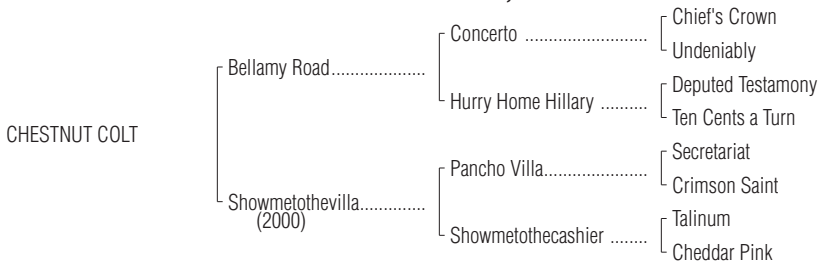 Chief's Crown
Concerto ..........................
Undeniably
Bellamy Road....................
Deputed Testamony
Hurry Home Hillary ..........
Ten Cents a Turn
CHESTNUT COLT
Secretariat
Pancho Villa......................
Crimson Saint
Showmetothevilla..............
(2000)
Talinum
Showmetothecashier ........
Cheddar Pink